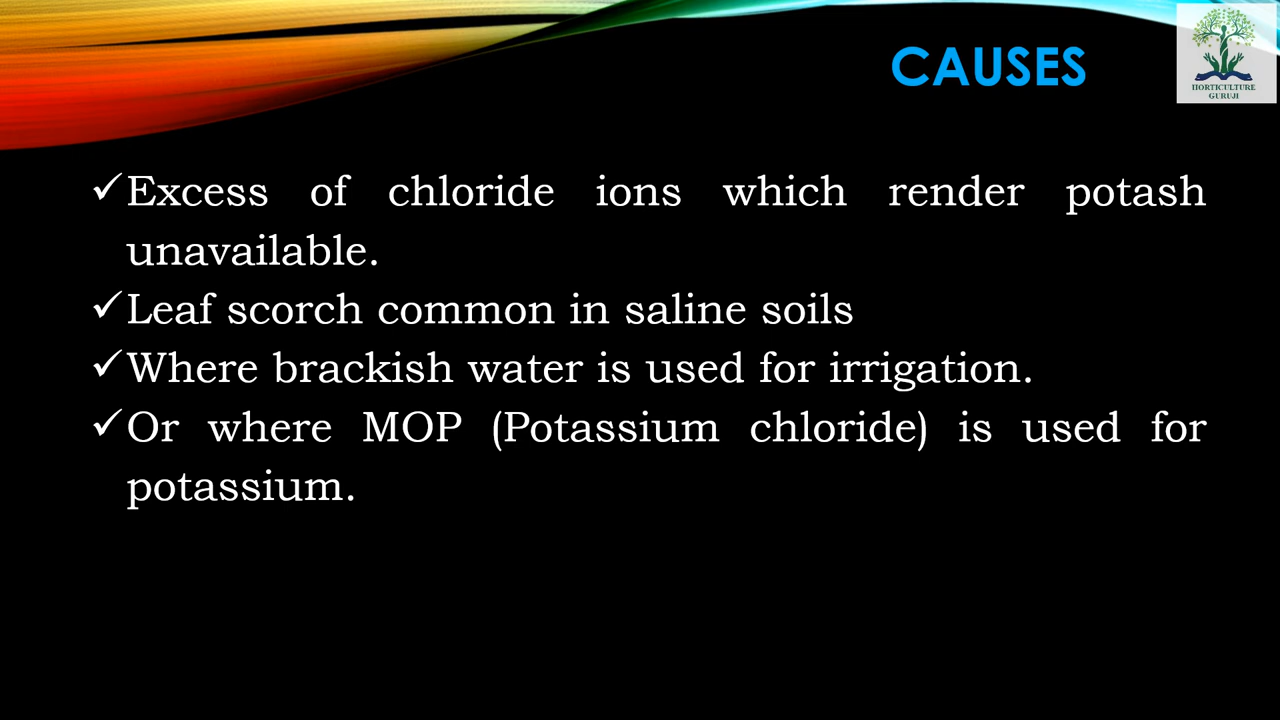 CAUSES
HORTICULTURE
GURUJI
✓Excess of chloride ions which render potash
unavailable.
✓Leaf scorch common in saline soils
✓Where brackish water is used for irrigation.
✓Or where MOP (Potassium chloride) is used for
potassium.